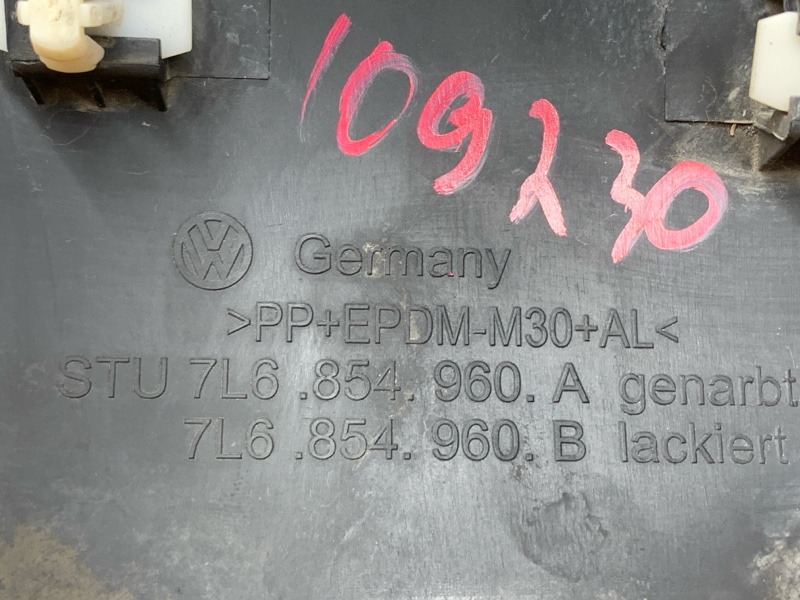 109230
Germany
>PP+EPDM-M30+AL<
STU 7L6 .854. 960. A genarbt
7L6 .854. 960. B lackiert